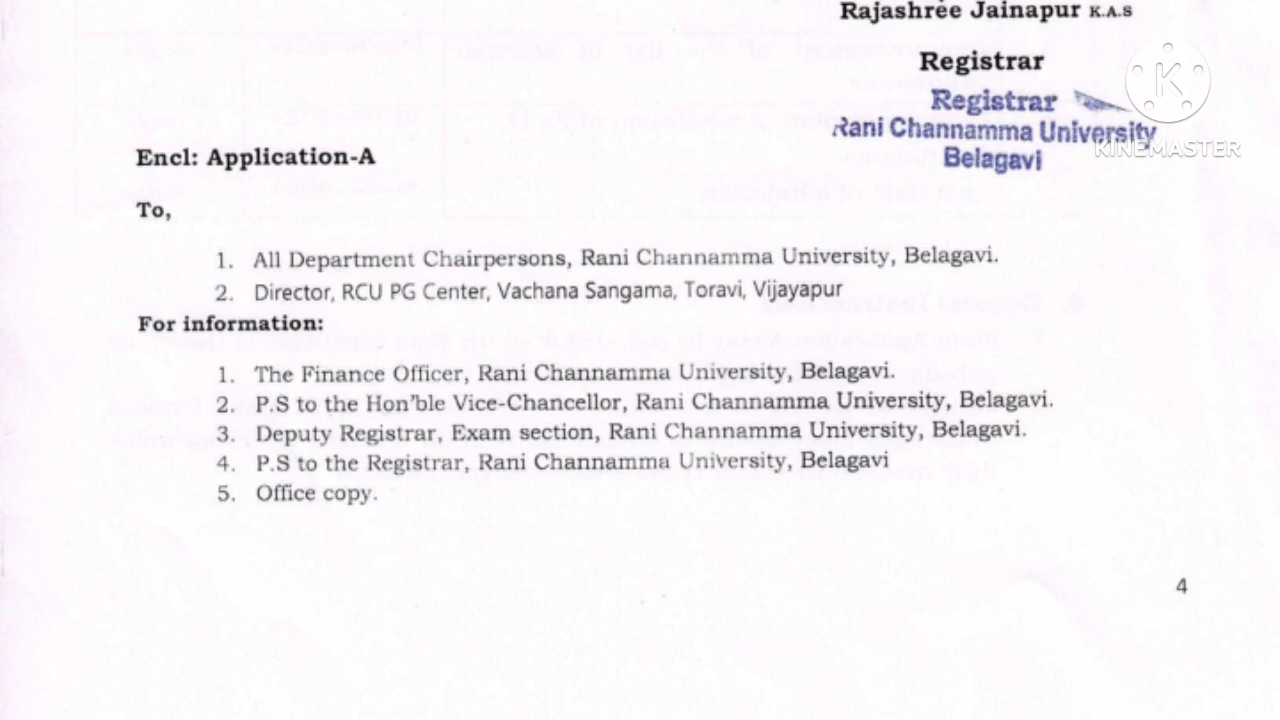 Rajashree Jainapur K.A.S
Registrar
Registrar
Rani Channamma University
Belagavi
K
KINEMASTER
Encl: Application-A
To,
1. All Department Chairpersons, Rani Channamma University, Belagavi.
2. Director, RCU PG Center, Vachana Sangama, Toravi, Vijayapur
For information:
1. The Finance Officer, Rani Channamma University, Belagavi.
2. P.S to the Hon'ble Vice-Chancellor, Rani Channamma University, Belagavi.
3. Deputy Registrar, Exam section, Rani Channamma University, Belagavi.
4. P.S to the Registrar, Rani Channamma University, Belagavi
5. Office copy.
4